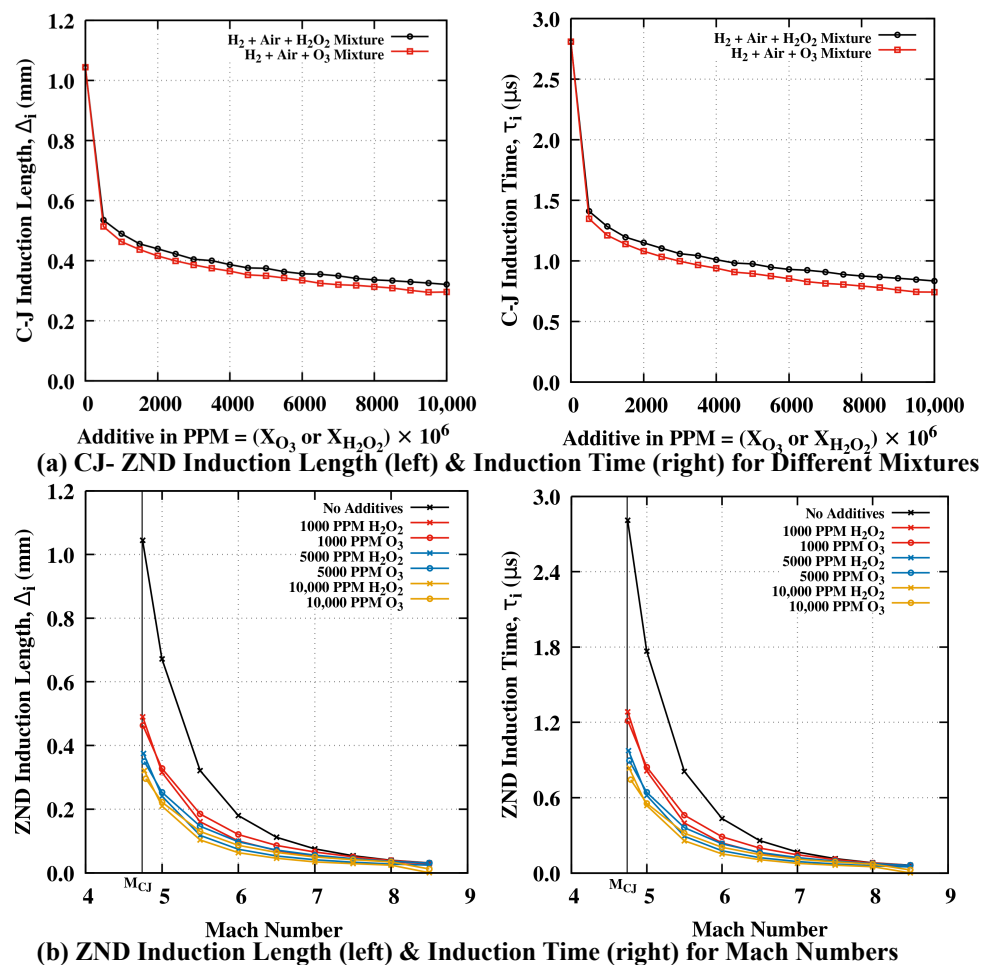 1.2
1.0
0.8
0.6
0.4
0.2
0.0
C-J Induction Length, Δi (mm)
H2 + Air + H2O2 Mixture
H2 + Air + O3 Mixture
0 2000 4000 6000 8000 10,000
Additive in PPM = (XO3 or XH2O2) × 10^6
3.0
2.5
2.0
1.5
1.0
0.5
0.0
C-J Induction Time, τi (μs)
H2 + Air + H2O2 Mixture
H2 + Air + O3 Mixture
0 2000 4000 6000 8000 10,000
Additive in PPM = (XO3 or XH2O2) × 10^6
(a) CJ- ZND Induction Length (left) & Induction Time (right) for Different Mixtures
1.2
1.0
0.8
0.6
0.4
0.2
0.0
ZND Induction Length, Δi (mm)
No Additives
1000 PPM H2O2
1000 PPM O3
5000 PPM H2O2
5000 PPM O3
10,000 PPM H2O2
10,000 PPM O3
4 MCJ 5 6 7 8 9
Mach Number
3.0
2.4
1.8
1.2
0.6
0.0
ZND Induction Time, τi (μs)
No Additives
1000 PPM H2O2
1000 PPM O3
5000 PPM H2O2
5000 PPM O3
10,000 PPM H2O2
10,000 PPM O3
4 MCJ 5 6 7 8 9
Mach Number
(b) ZND Induction Length (left) & Induction Time (right) for Mach Numbers